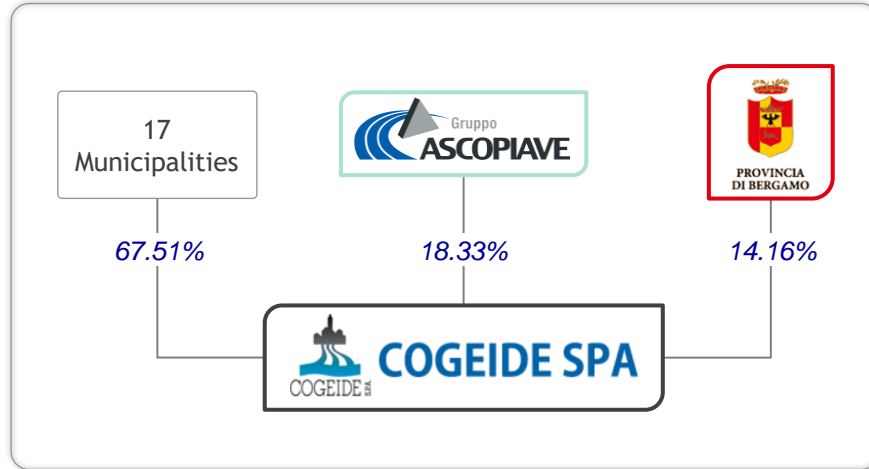 17
Municipalities
Gruppo
ASCOPIAVE
PROVINCIA
DI BERGAMO
67.51%
18.33%
14.16%
COGEIDE S.P.A.
COGEIDE SPA